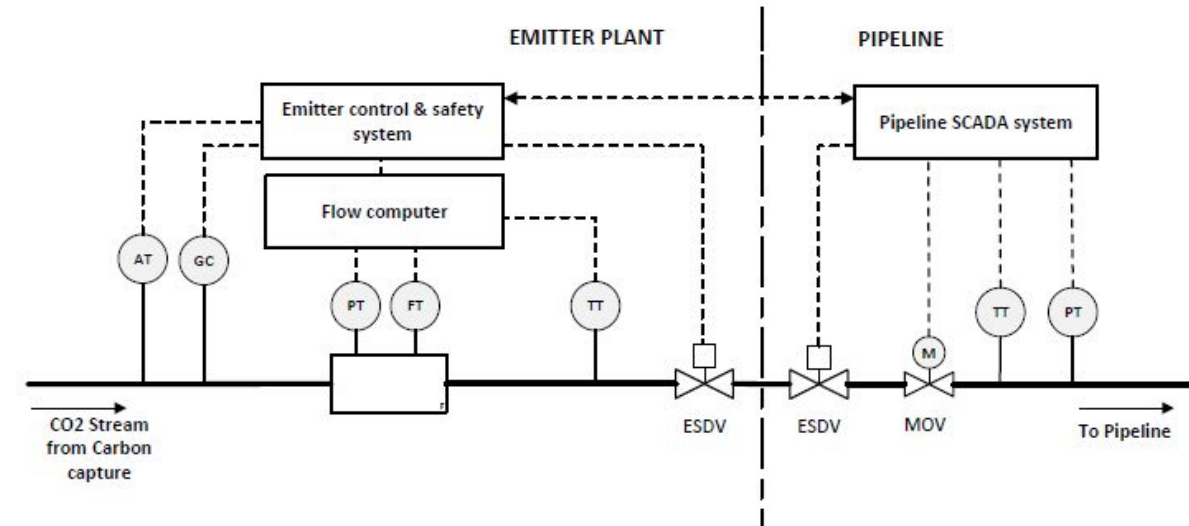 EMITTER PLANT
PIPELINE
Emitter control & safety
system
Pipeline SCADA system
Flow computer
AT
GC
PT
FT
TT
TT
PT
M
ESDV
ESDV
MOV
CO2 Stream
from Carbon
capture
To Pipeline